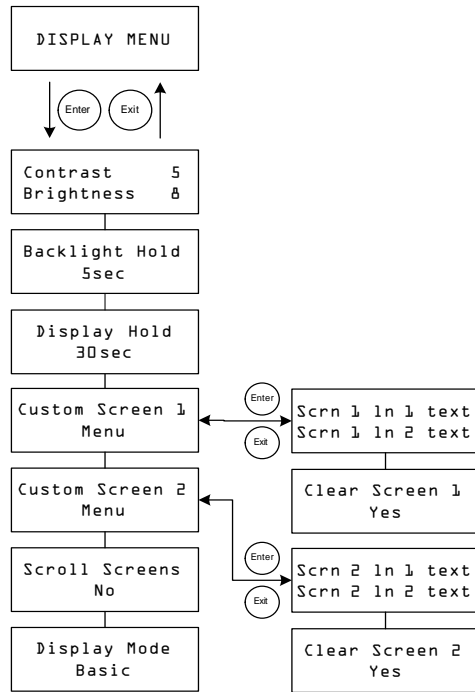 DISPLAY MENU
Enter
Exit
Contrast 5
Brightness 8
Backlight Hold
5sec
Display Hold
30sec
Custom Screen 1
Menu
Enter
Exit
Scrn 1 ln 1 text
Scrn 1 ln 2 text
Clear Screen 1
Yes
Custom Screen 2
Menu
Enter
Exit
Scrn 2 ln 1 text
Scrn 2 ln 2 text
Clear Screen 2
Yes
Scroll Screens
No
Display Mode
Basic